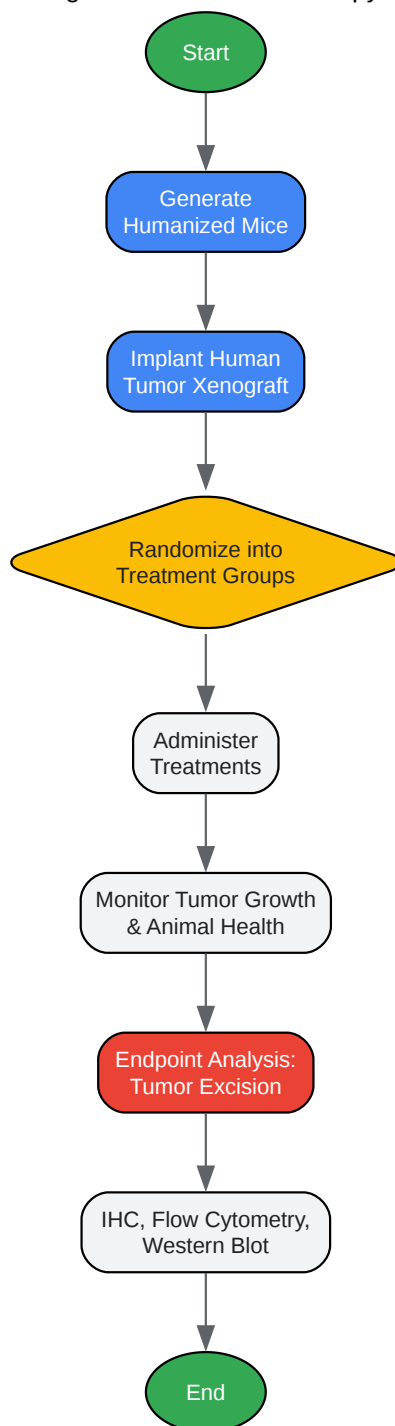 Start
Generate
Humanized Mice
Implant Human
Tumor Xenograft
Randomize into
Treatment Groups
Administer
Treatments
Monitor Tumor Growth
& Animal Health
Endpoint Analysis:
Tumor Excision
IHC, Flow Cytometry,
Western Blot
End